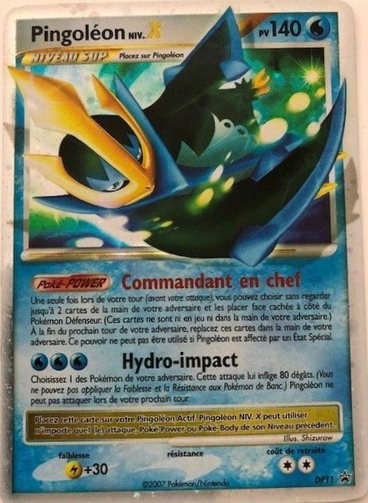 Pingoléon NIV. X PV 140
NIVEAU SUP Placez sur Pingoléon
Poké-POWER Commandant en chef
Une seule fois lors de votre tour (avant votre attaque), vous pouvez choisir sans regarder
jusqu'à 2 cartes de la main de votre adversaire et les placer face cachée à côté du
Pokémon Défenseur. (Ces cartes ne sont ni en jeu ni dans la main de votre adversaire.)
A la fin du prochain tour de votre adversaire, replacez ces cartes dans la main de votre
adversaire. Ce pouvoir ne peut pas être utilisé si Pingoléon est affecté par un État Spécial.
Hydro-impact
Choisissez 1 des Pokémon de votre adversaire. Cette attaque lui inflige 80 dégâts. (Vous
ne pouvez pas appliquer la Faiblesse et la Résistance aux Pokémon de Banc.) Pingoléon ne
peut pas attaquer lors de votre prochain tour.
Placez cette carte sur votre Pingoléon Actif. Pingoléon NIV. X peut utiliser
n'importe quel (le) attaque, Poké-Power ou Poké-Body de son Niveau précédent.
Illus. Shizurow
faiblesse résistance coût de retraite
+30
©2007 Pokémon/Nintendo. DP11
PROMO